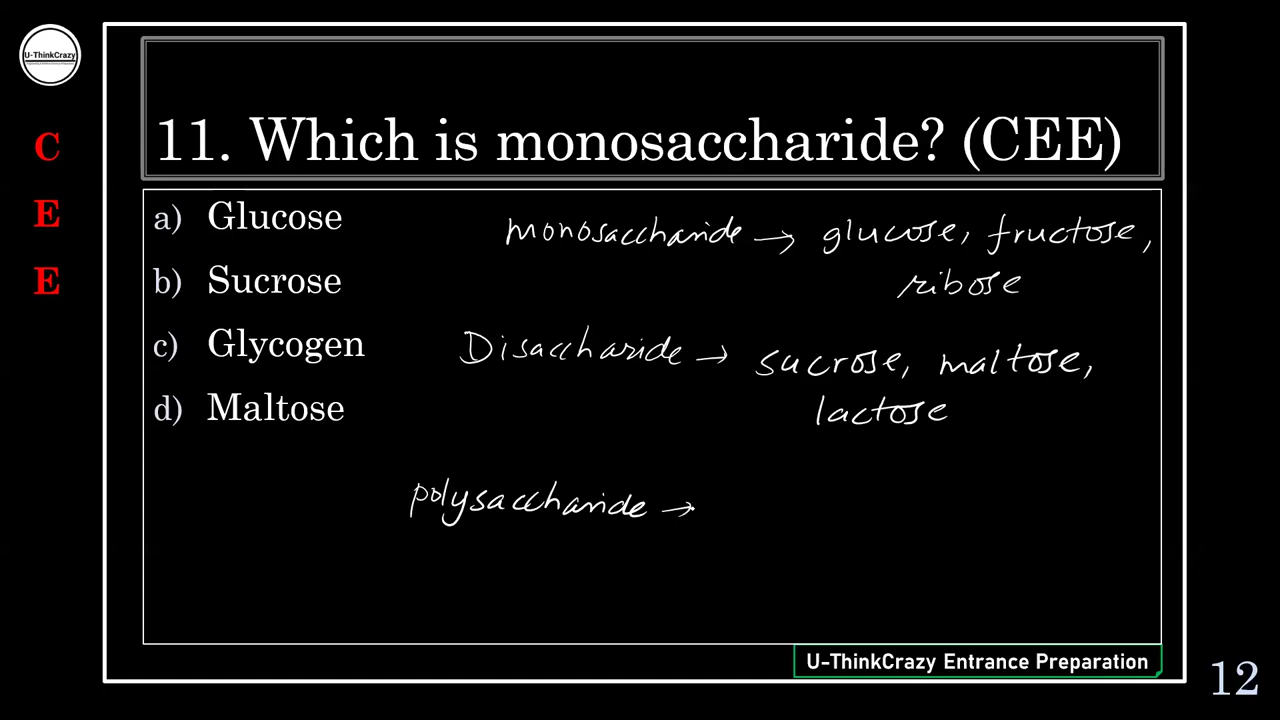 U-ThinkCrazy
C
E
E
11. Which is monosaccharide? (CEE)
a) Glucose
b) Sucrose
c) Glycogen
d) Maltose
monosaccharide → glucose, fructose,
ribose
Disaccharide → sucrose, maltose,
lactose
polysaccharide →
U-ThinkCrazy Entrance Preparation
12